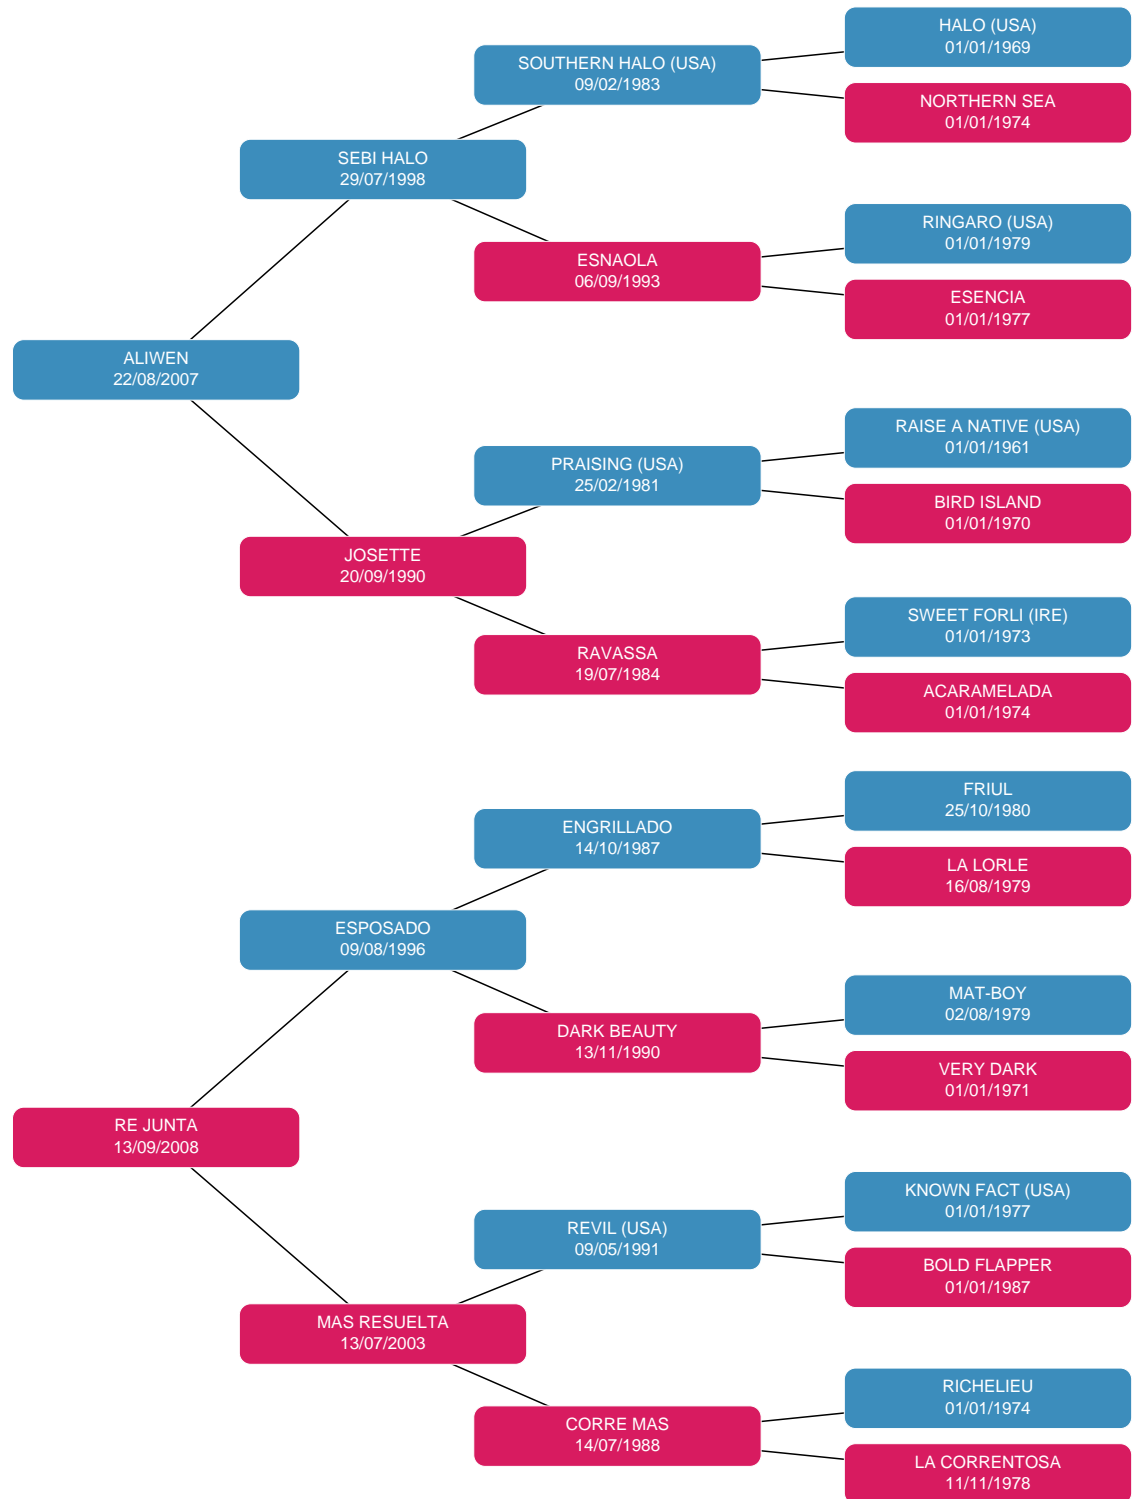 HALO (USA)
01/01/1969
SOUTHERN HALO (USA)
09/02/1983
NORTHERN SEA
01/01/1974
SEBI HALO
29/07/1998
RINGARO (USA)
01/01/1979
ESNAOLA
06/09/1993
ESENCIA
01/01/1977
ALIWEN
22/08/2007
RAISE A NATIVE (USA)
01/01/1961
PRAISING (USA)
25/02/1981
BIRD ISLAND
01/01/1970
JOSETTE
20/09/1990
SWEET FORLI (IRE)
01/01/1973
RAVASSA
19/07/1984
ACARAMELADA
01/01/1974
FRIUL
25/10/1980
ENGRILLADO
14/10/1987
LA LORLE
16/08/1979
ESPOSADO
09/08/1996
MAT-BOY
02/08/1979
DARK BEAUTY
13/11/1990
VERY DARK
01/01/1971
RE JUNTA
13/09/2008
KNOWN FACT (USA)
01/01/1977
REVIL (USA)
09/05/1991
BOLD FLAPPER
01/01/1987
MAS RESUELTA
13/07/2003
RICHELIEU
01/01/1974
CORRE MAS
14/07/1988
LA CORRENTOSA
11/11/1978